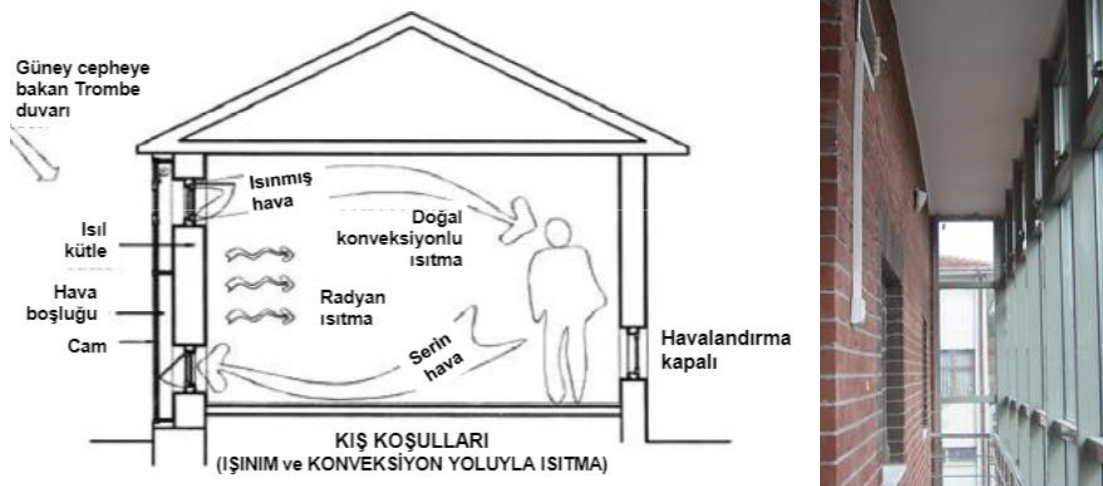 Güney cepheye
bakan Trombe
duvarı
Isınmış
hava
Doğal
konveksiyonlu
ısıtma
Isıl
kütle
Radyan
ısıtma
Hava
boşluğu
Cam
Serin
hava
Havalandırma
kapalı
KIŞ KOŞULLARI
(IŞINIM ve KONVEKSİYON YOLUYLA ISITMA)